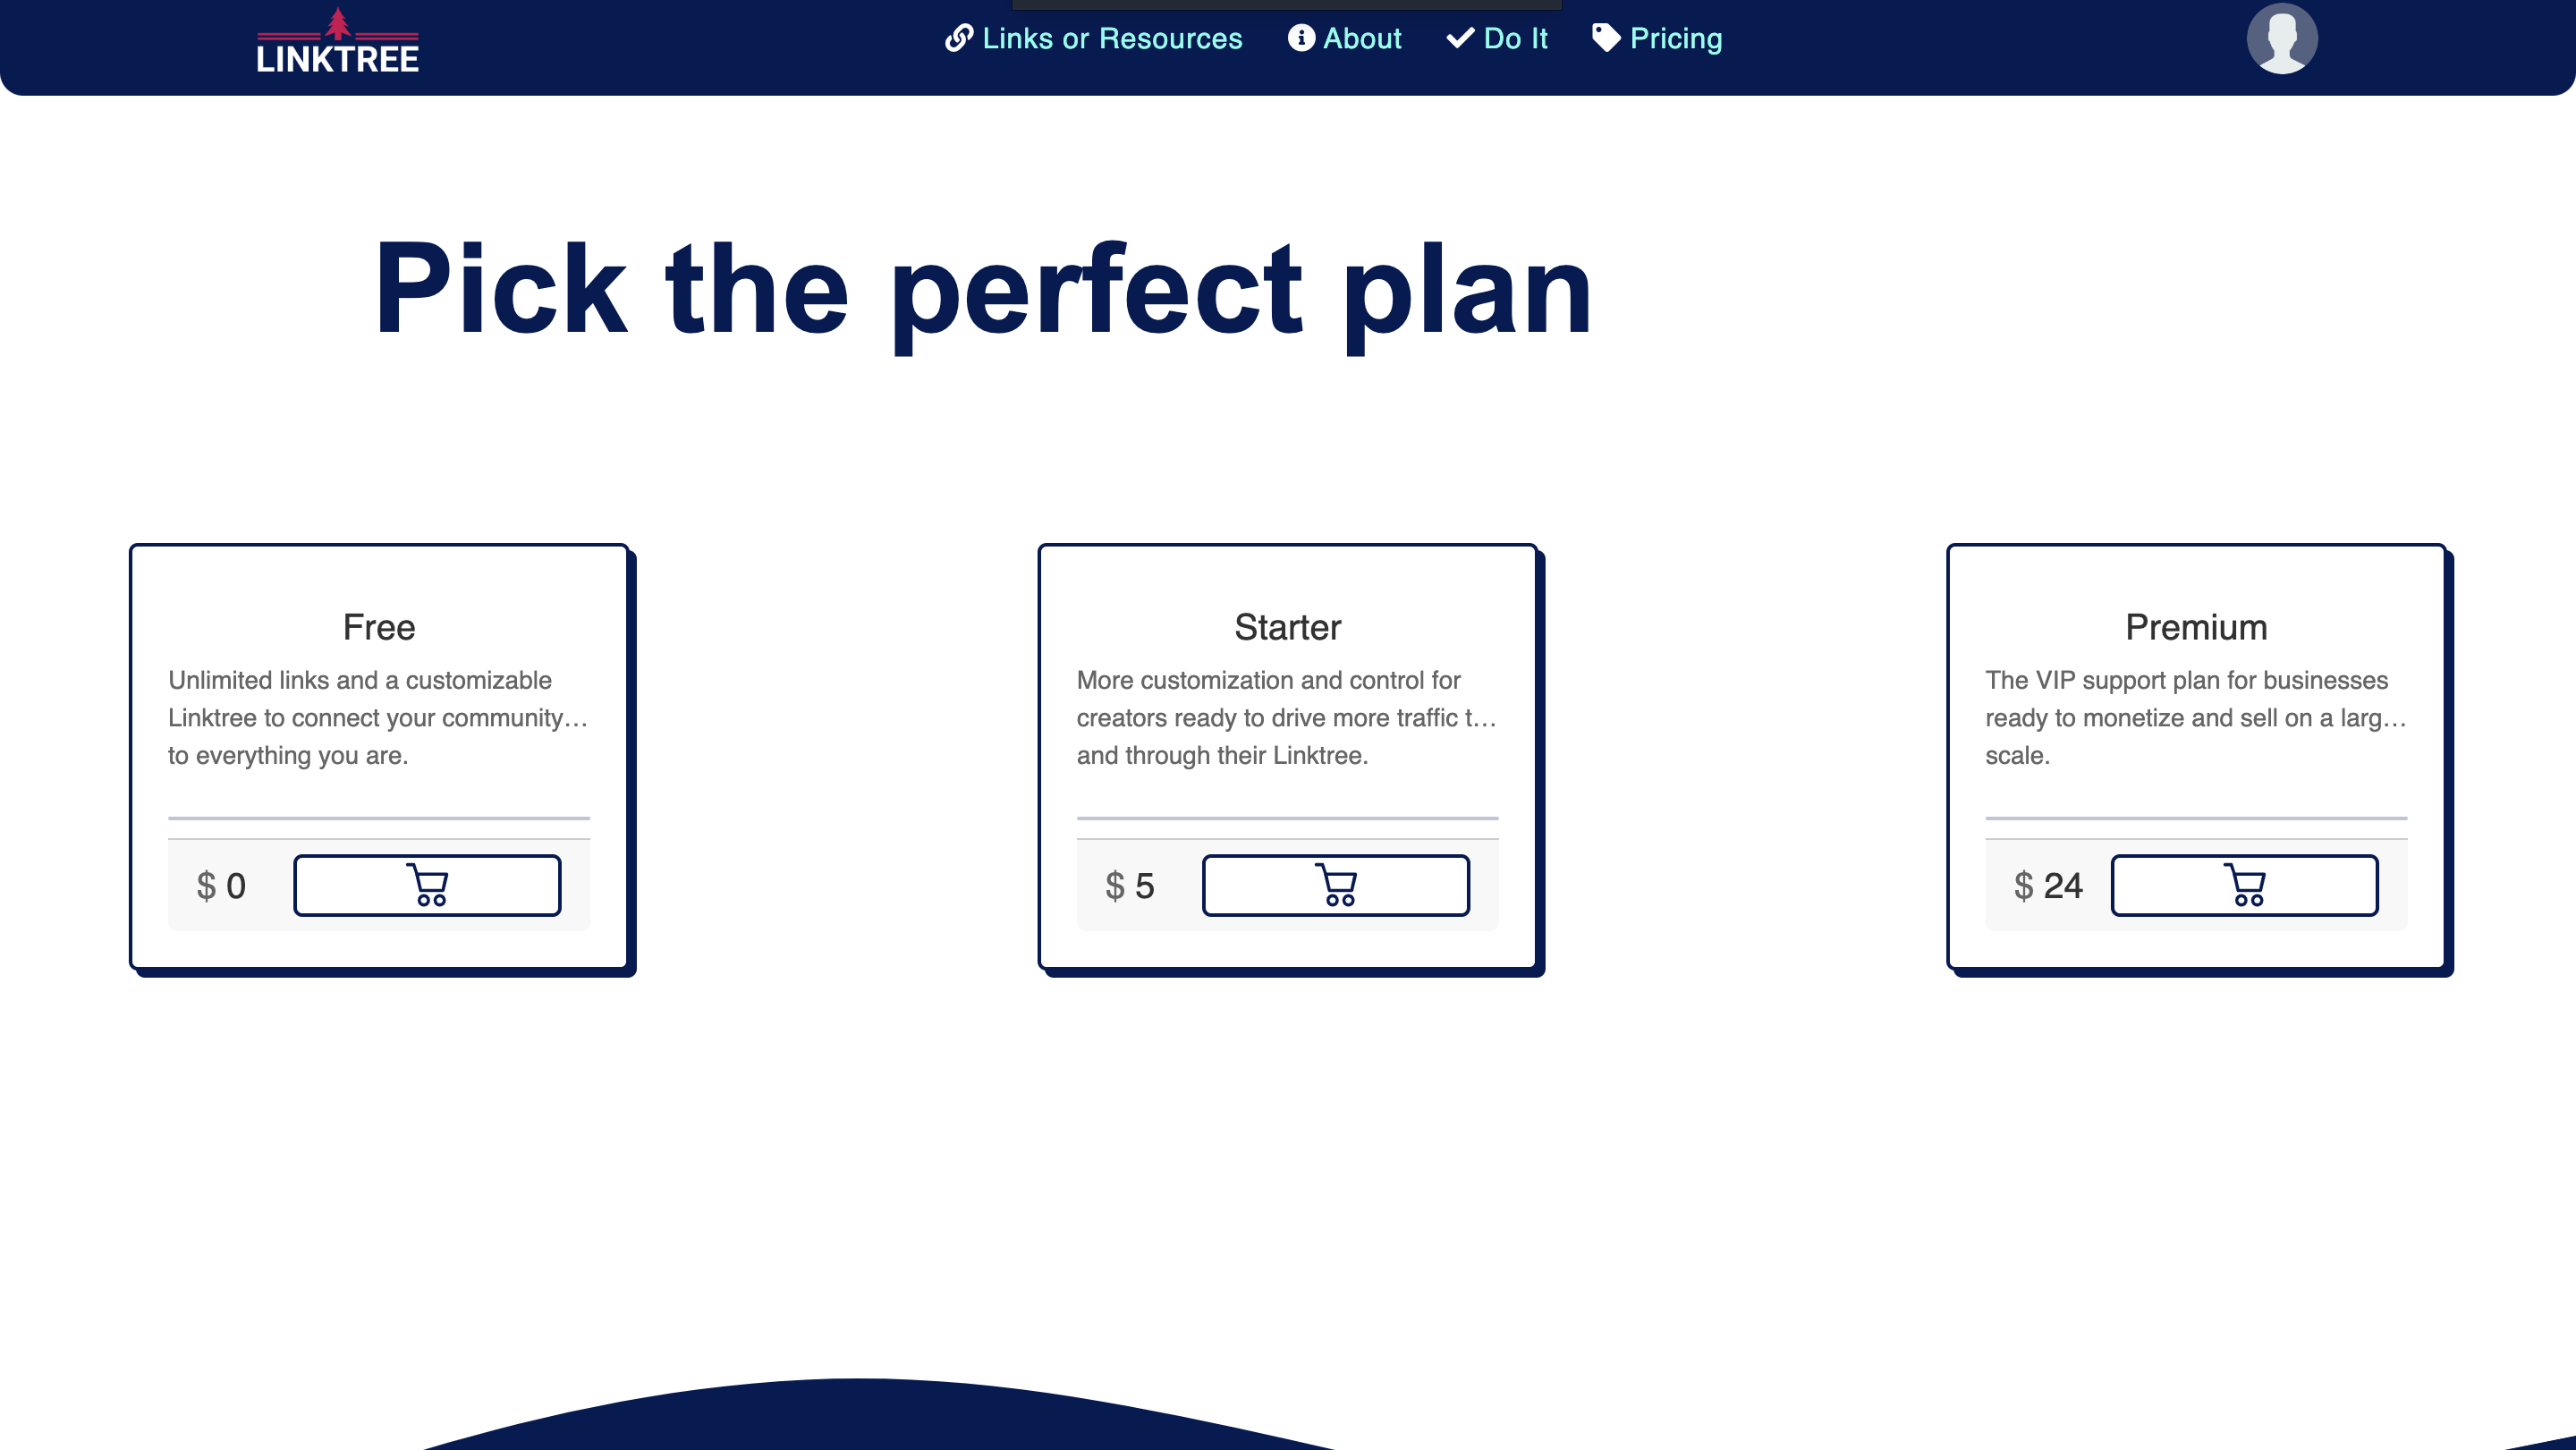 LINKTREE
Links or Resources
About
Do It
Pricing
Pick the perfect plan
Free
Unlimited links and a customizable
Linktree to connect your community…
to everything you are.
$ 0
Starter
More customization and control for
creators ready to drive more traffic t…
and through their Linktree.
$ 5
Premium
The VIP support plan for businesses
ready to monetize and sell on a larg…
scale.
$ 24